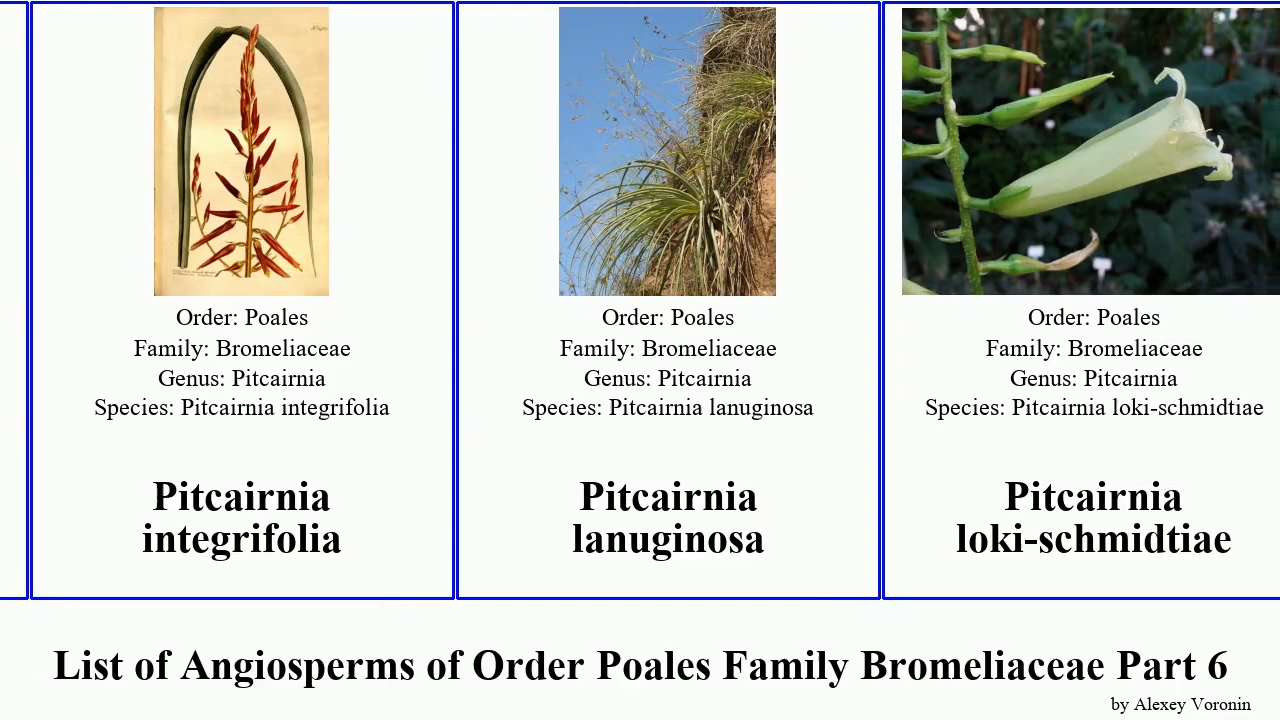 Order: Poales
Family: Bromeliaceae
Genus: Pitcairnia
Species: Pitcairnia integrifolia
Pitcairnia
integrifolia
Order: Poales
Family: Bromeliaceae
Genus: Pitcairnia
Species: Pitcairnia lanuginosa
Pitcairnia
lanuginosa
Order: Poales
Family: Bromeliaceae
Genus: Pitcairnia
Species: Pitcairnia loki-schmidtiae
Pitcairnia
loki-schmidtiae
List of Angiosperms of Order Poales Family Bromeliaceae Part 6
by Alexey Voronin